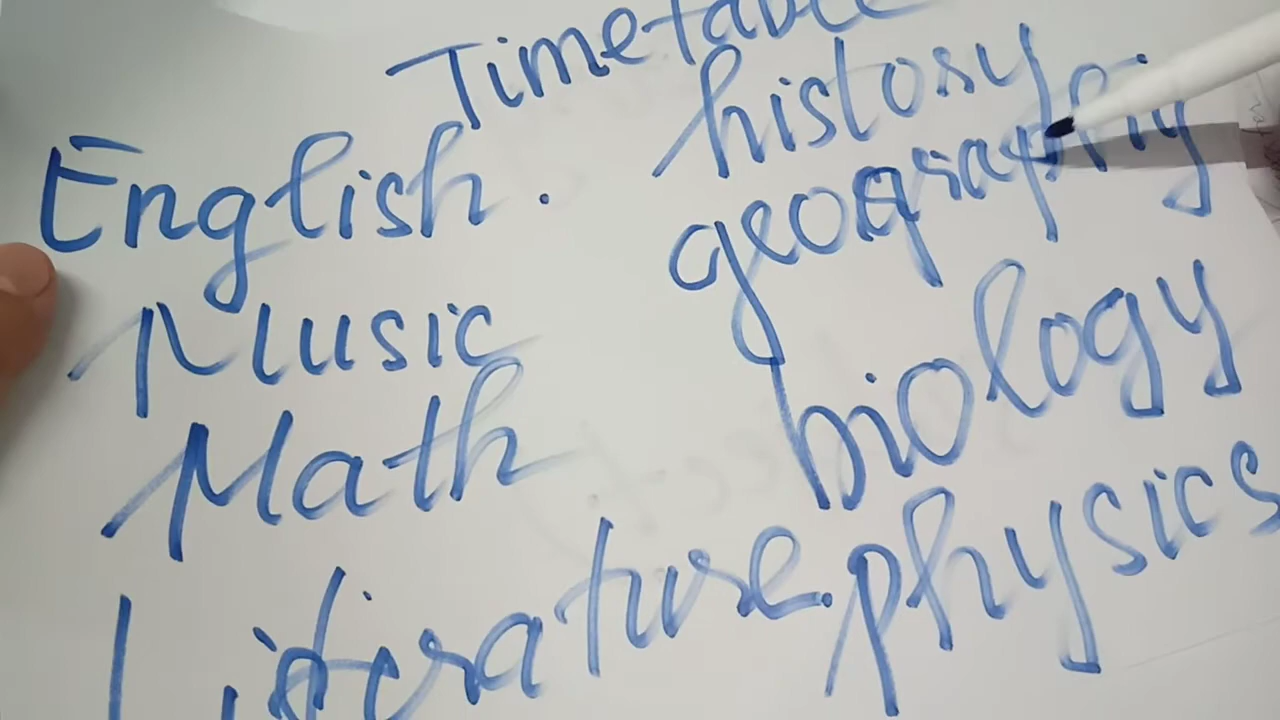 Timetable
English.
Music
Math
Literature.
history
geography
biology
physics